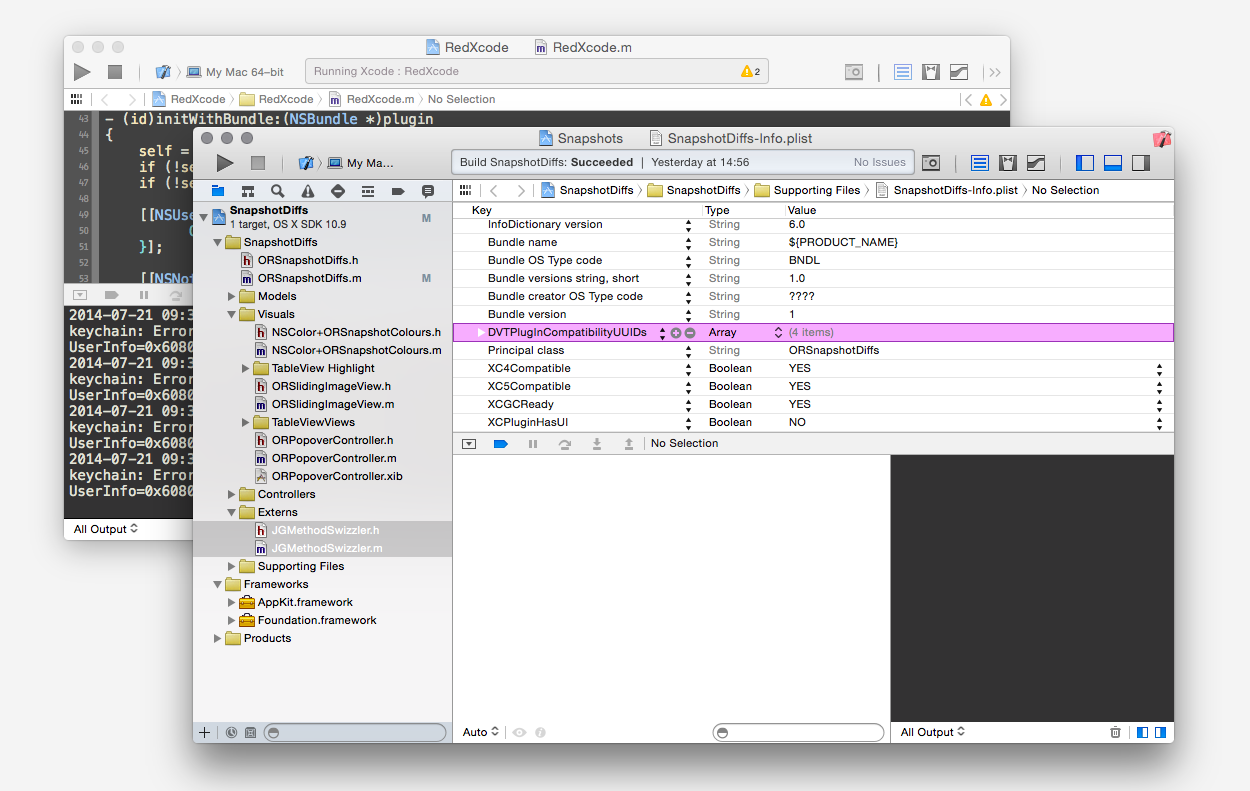 RedXcode RedXcode.m
My Mac 64-bit
Running Xcode : RedXcode
2
RedXcode RedXcode RedXcode.m No Selection
43 - (id)initWithBundle:(NSBundle *)plugin
44 {
45 self =
46 if (!se
47 if (!se
48
49 [[NSUse
50
51 }];
52
53 [[NSNot
2014-07-21 09:3
keychain: Error
UserInfo=0x6080
2014-07-21 09:3
keychain: Error
UserInfo=0x6080
2014-07-21 09:3
keychain: Error
UserInfo=0x6080
2014-07-21 09:3
keychain: Error
UserInfo=0x6080
All Output
Snapshots SnapshotDiffs-Info.plist
My Ma...
Build SnapshotDiffs: Succeeded | Yesterday at 14:56 No Issues
SnapshotDiffs SnapshotDiffs Supporting Files SnapshotDiffs-Info.plist No Selection
SnapshotDiffs M
1 target, OS X SDK 10.9
SnapshotDiffs
ORSnapshotDiffs.h
ORSnapshotDiffs.m M
Models
Visuals
NSColor+ORSnapshotColours.h
NSColor+ORSnapshotColours.m
TableView Highlight
ORSlidingImageView.h
ORSlidingImageView.m
TableViewViews
ORPopoverController.h
ORPopoverController.m
ORPopoverController.xib
Controllers
Externs
JGMethodSwizzler.h
JGMethodSwizzler.m
Supporting Files
Frameworks
AppKit.framework
Foundation.framework
Products
Key Type Value
InfoDictionary version String 6.0
Bundle name String ${PRODUCT_NAME}
Bundle OS Type code String BNDL
Bundle versions string, short String 1.0
Bundle creator OS Type code String ????
Bundle version String 1
DVTPlugInCompatibilityUUIDs Array (4 items)
Principal class String ORSnapshotDiffs
XC4Compatible Boolean YES
XC5Compatible Boolean YES
XCGCReady Boolean YES
XCPluginHasUI Boolean NO
No Selection
Auto
All Output